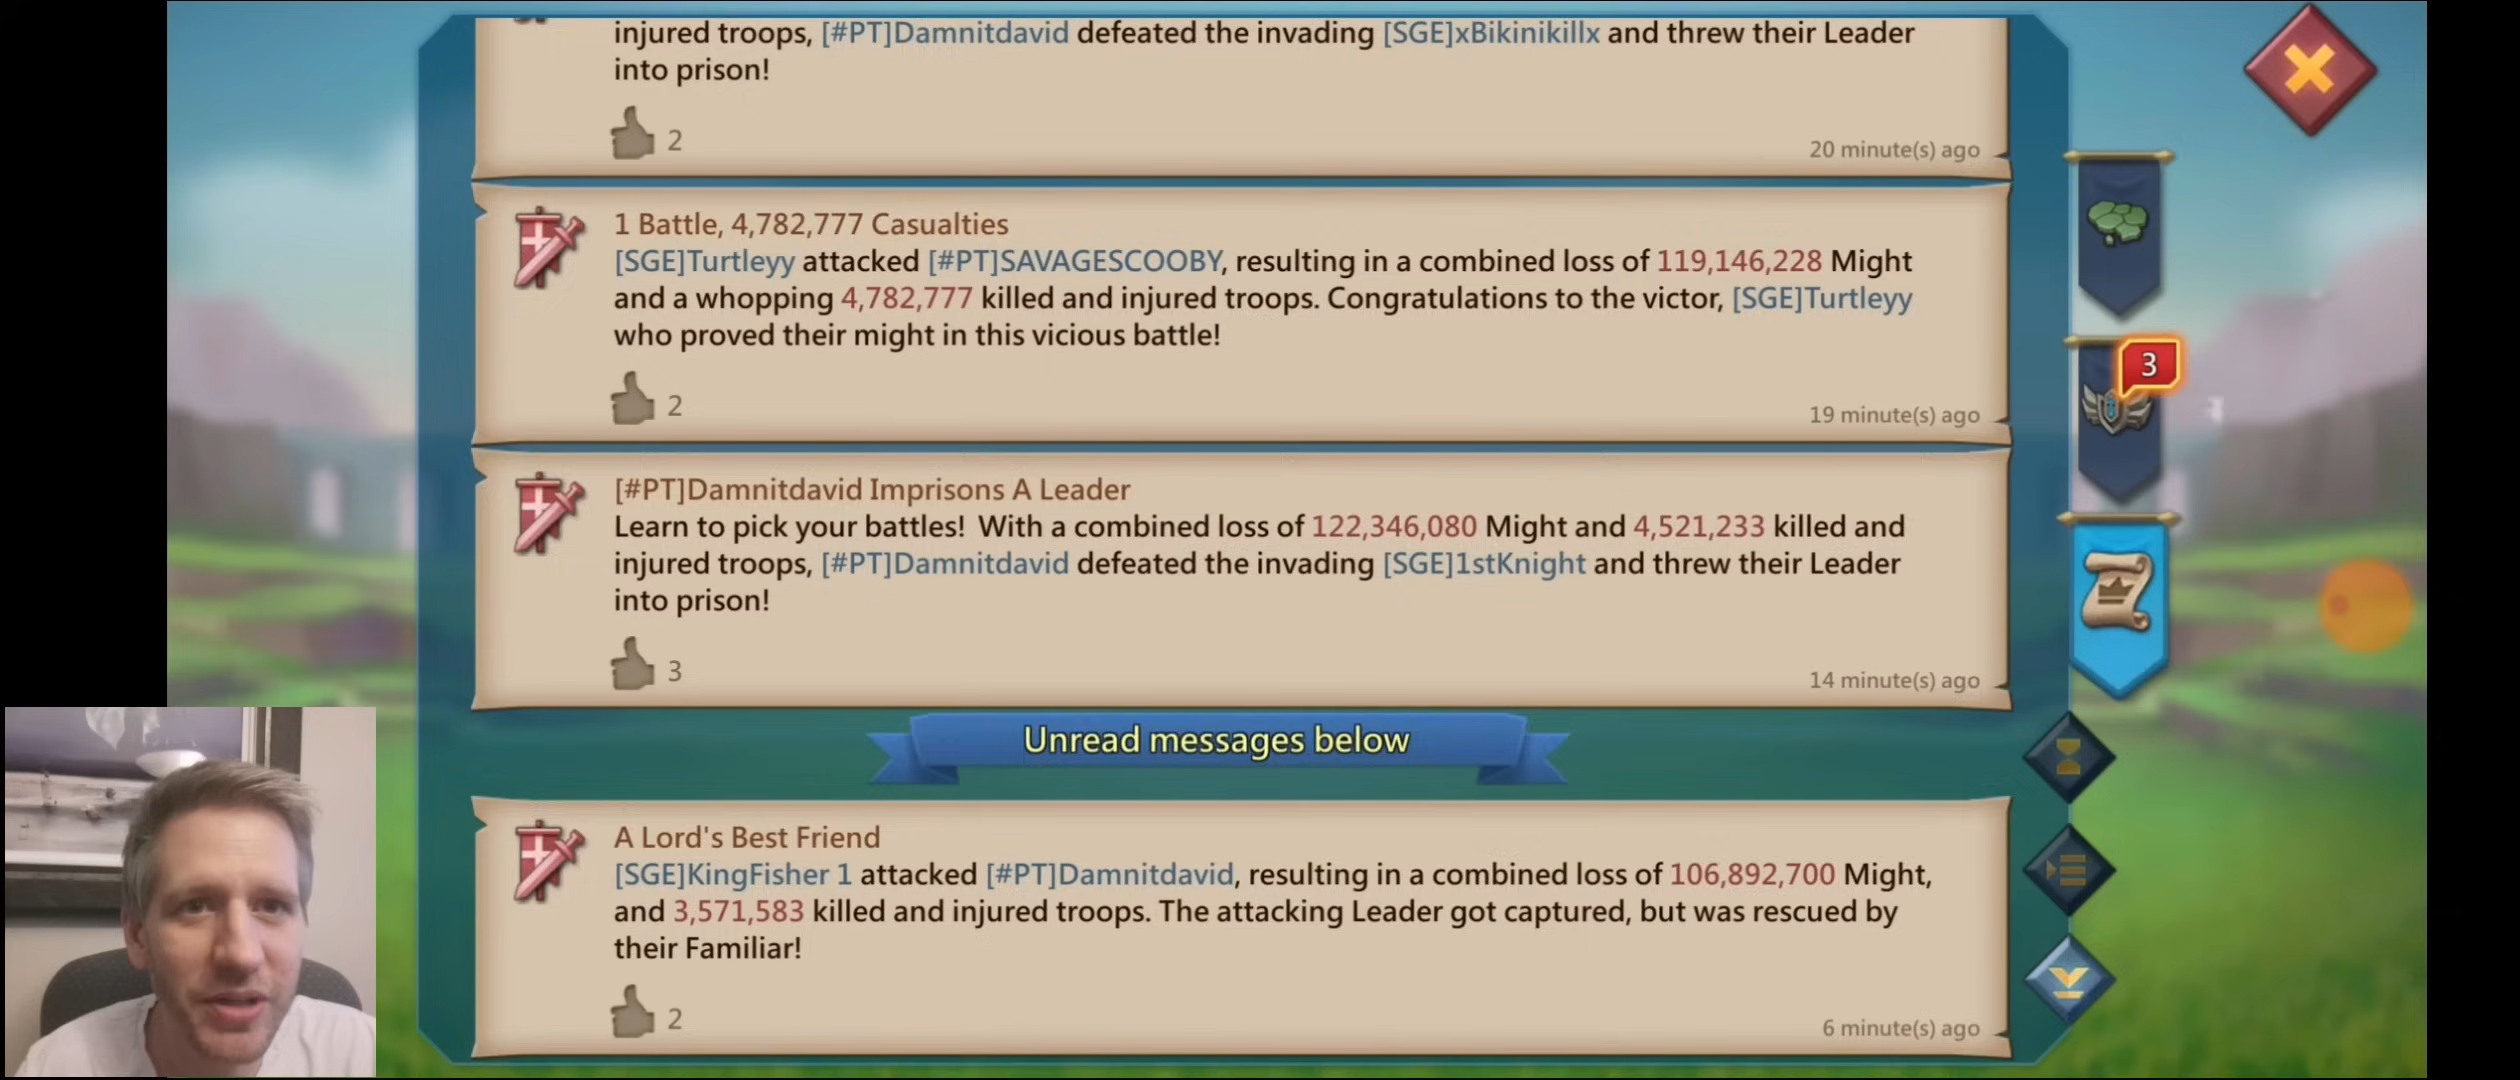 injured troops, [#PT]Damnitdavid defeated the invading [SGE]xBikinikillx and threw their Leader
into prison!
2
20 minute(s) ago
1 Battle, 4,782,777 Casualties
[SGE]Turtleyy attacked [#PT]SAVAGESCOOBY, resulting in a combined loss of 119,146,228 Might
and a whopping 4,782,777 killed and injured troops. Congratulations to the victor, [SGE]Turtleyy
who proved their might in this vicious battle!
2
19 minute(s) ago
3
[#PT]Damnitdavid Imprisons A Leader
Learn to pick your battles! With a combined loss of 122,346,080 Might and 4,521,233 killed and
injured troops, [#PT]Damnitdavid defeated the invading [SGE]1stKnight and threw their Leader
into prison!
3
14 minute(s) ago
Unread messages below
A Lord's Best Friend
[SGE]KingFisher 1 attacked [#PT]Damnitdavid, resulting in a combined loss of 106,892,700 Might,
and 3,571,583 killed and injured troops. The attacking Leader got captured, but was rescued by
their Familiar!
2
6 minute(s) ago